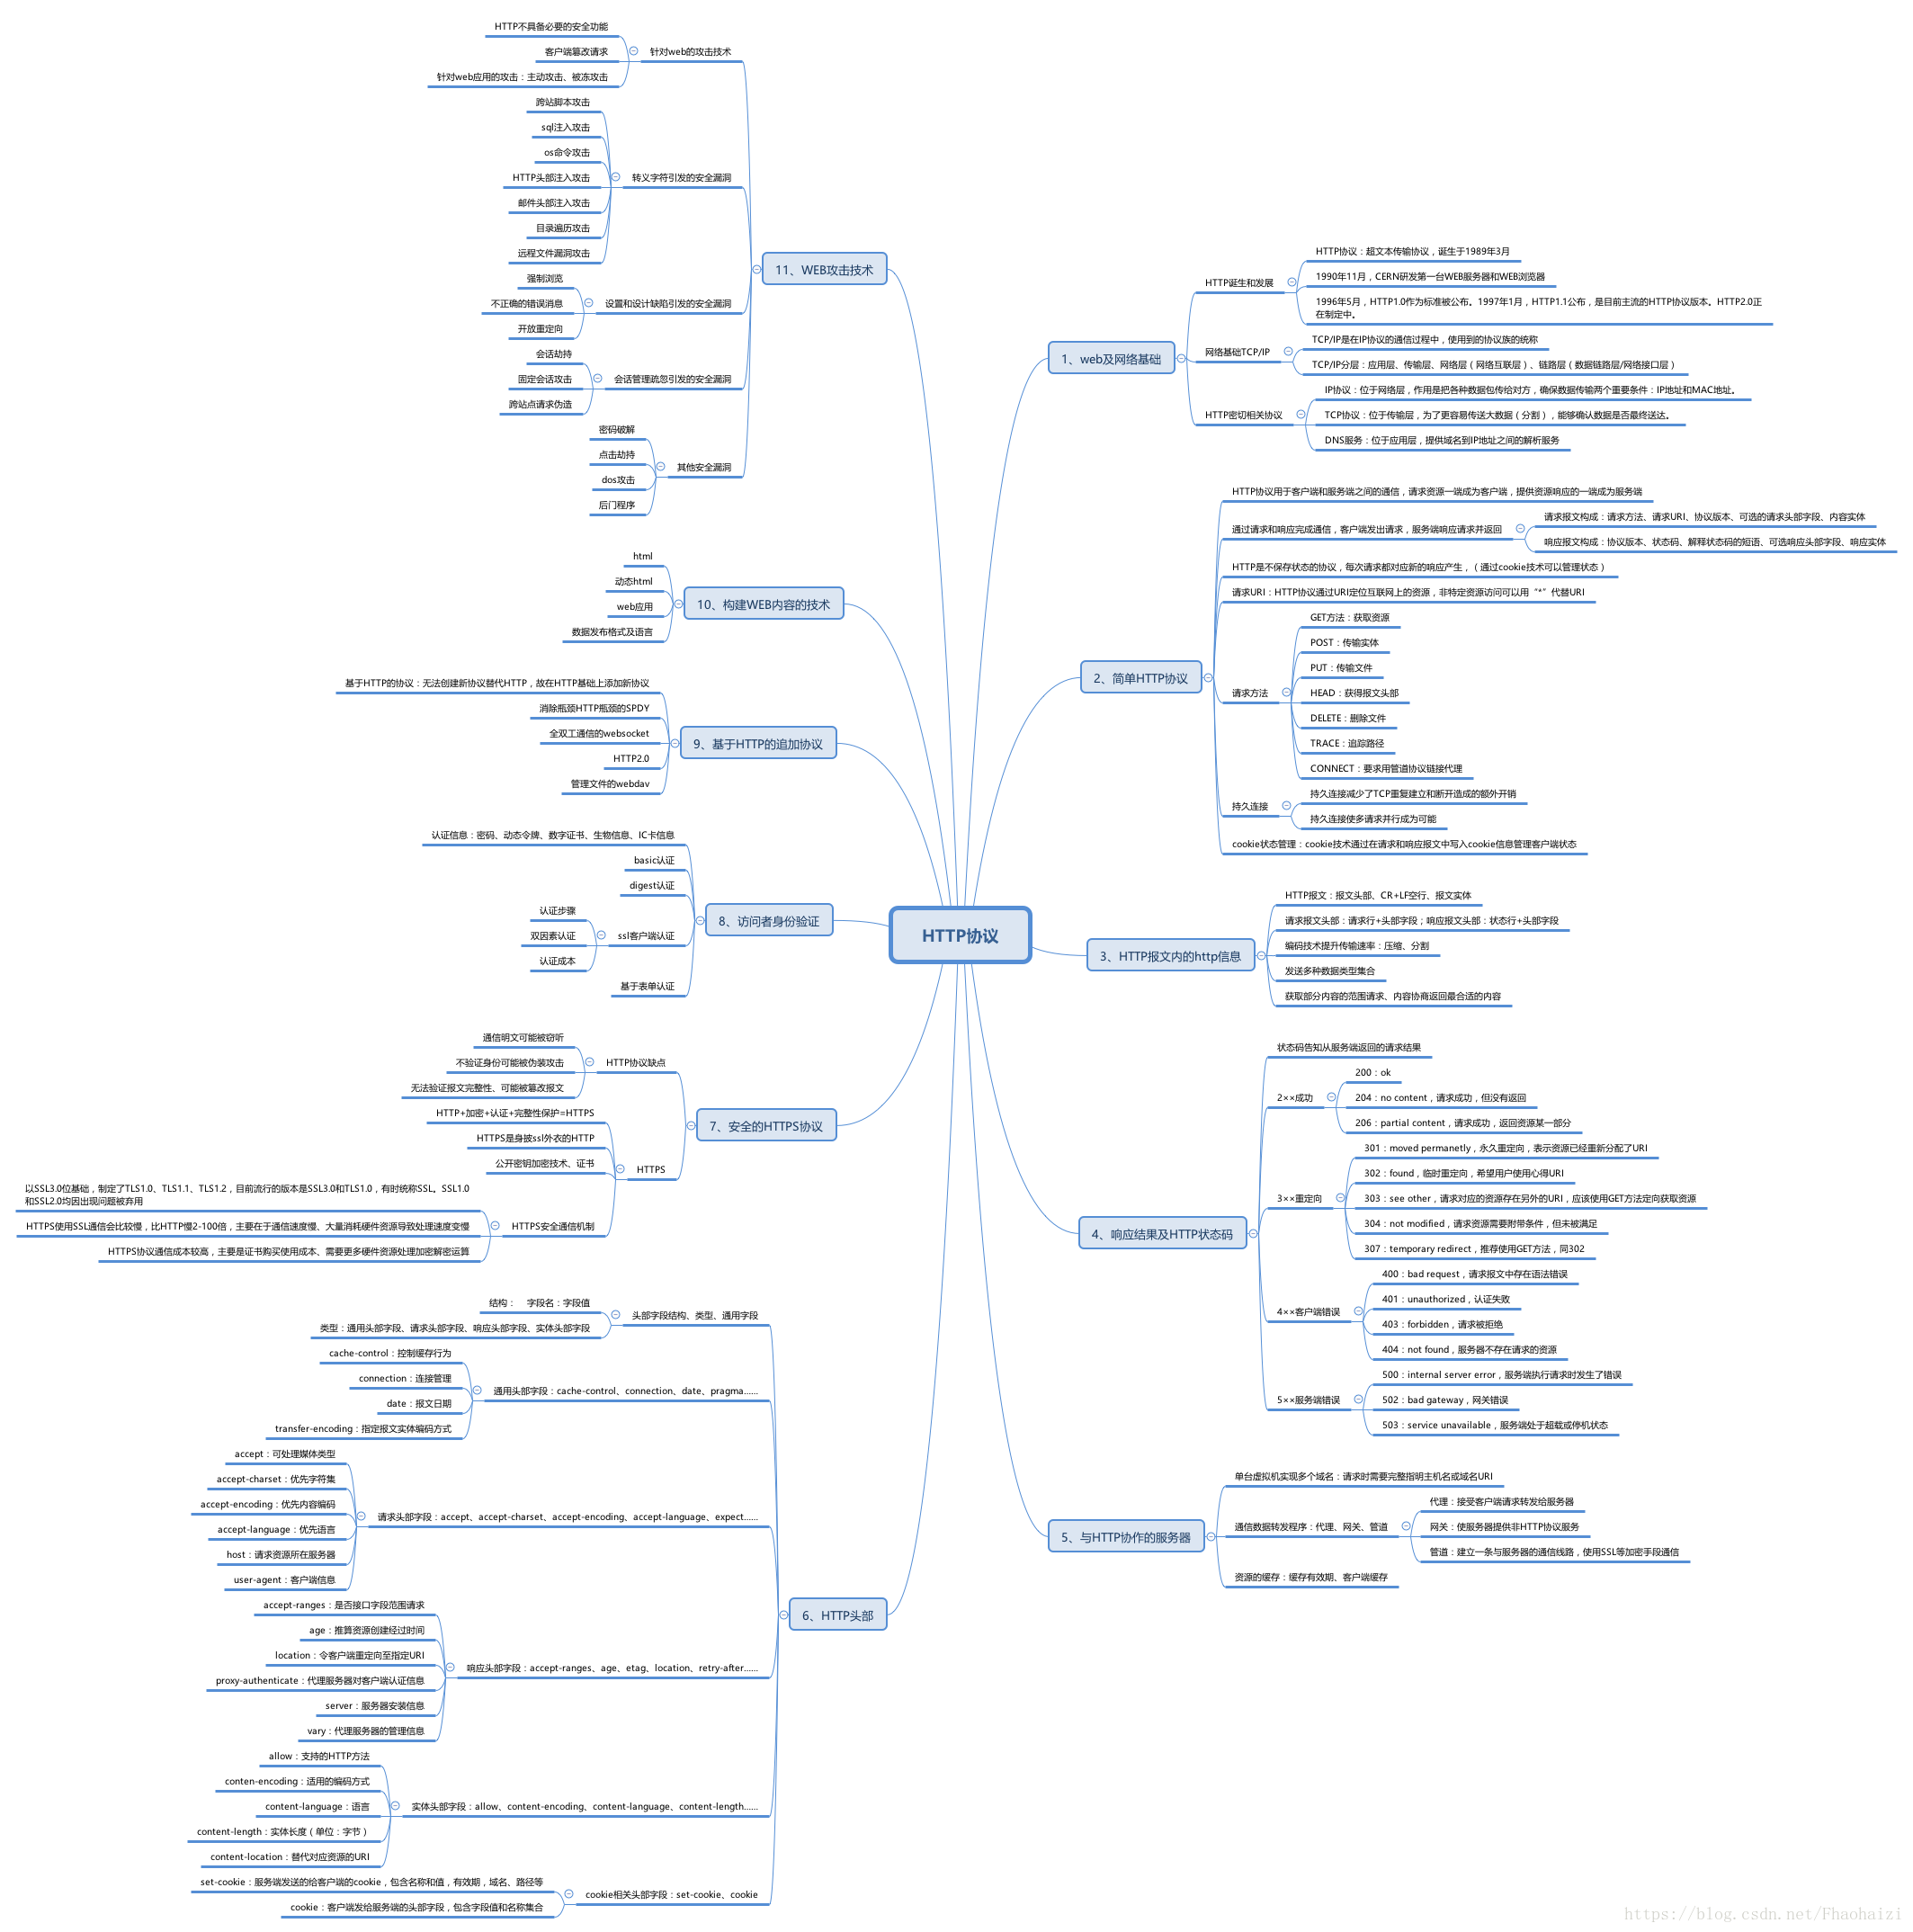 HTTP协议
1、web及网络基础
HTTP诞生和发展
HTTP协议：超文本传输协议，诞生于1989年3月
1990年11月，CERN研发第一台WEB服务器和WEB浏览器
1996年5月，HTTP1.0作为标准被公布。1997年1月，HTTP1.1公布，是目前主流的HTTP协议版本。HTTP2.0正
在制定中。
网络基础TCP/IP
TCP/IP是在IP协议的通信过程中，使用到的协议族的统称
TCP/IP分层：应用层、传输层、网络层（网络互联层）、链路层（数据链路层/网络接口层）
HTTP密切相关协议
IP协议：位于网络层，作用是把各种数据包传给对方，确保数据传输两个重要条件：IP地址和MAC地址。
TCP协议：位于传输层，为了更容易传送大数据（分割），能够确认数据是否最终送达。
DNS服务：位于应用层，提供域名到IP地址之间的解析服务
2、简单HTTP协议
HTTP协议用于客户端和服务端之间的通信，请求资源一端成为客户端，提供资源响应的一端成为服务端
通过请求和响应完成通信，客户端发出请求，服务端响应请求并返回
请求报文构成：请求方法、请求URI、协议版本、可选的请求头部字段、内容实体
响应报文构成：协议版本、状态码、解释状态码的短语、可选响应头部字段、响应实体
HTTP是不保存状态的协议，每次请求都对应新的响应产生，（通过cookie技术可以管理状态）
请求URI：HTTP协议通过URI定位互联网上的资源，非特定资源访问可以用“*”代替URI
请求方法
GET方法：获取资源
POST：传输实体
PUT：传输文件
HEAD：获得报文头部
DELETE：删除文件
TRACE：追踪路径
CONNECT：要求用管道协议链接代理
持久连接
持久连接减少了TCP重复建立和断开造成的额外开销
持久连接使多请求并行成为可能
cookie状态管理：cookie技术通过在请求和响应报文中写入cookie信息管理客户端状态
3、HTTP报文内的http信息
HTTP报文：报文头部、CR+LF空行、报文实体
请求报文头部：请求行+头部字段；响应报文头部：状态行+头部字段
编码技术提升传输速率：压缩、分割
发送多种数据类型集合
获取部分内容的范围请求、内容协商返回最合适的内容
4、响应结果及HTTP状态码
状态码告知从服务端返回的请求结果
2××成功
200：ok
204：no content，请求成功，但没有返回
206：partial content，请求成功，返回资源某一部分
3××重定向
301：moved permanetly，永久重定向，表示资源已经重新分配了URI
302：found，临时重定向，希望用户使用心得URI
303：see other，请求对应的资源存在另外的URI，应该使用GET方法定向获取资源
304：not modified，请求资源需要附带条件，但未被满足
307：temporary redirect，推荐使用GET方法，同302
4××客户端错误
400：bad request，请求报文中存在语法错误
401：unauthorized，认证失败
403：forbidden，请求被拒绝
404：not found，服务器不存在请求的资源
5××服务端错误
500：internal server error，服务端执行请求时发生了错误
502：bad gateway，网关错误
503：service unavailable，服务端处于超载或停机状态
5、与HTTP协作的服务器
单台虚拟机实现多个域名：请求时需要完整指明主机名或域名URI
通信数据转发程序：代理、网关、管道
代理：接受客户端请求转发给服务器
网关：使服务器提供非HTTP协议服务
管道：建立一条与服务器的通信线路，使用SSL等加密手段通信
资源的缓存：缓存有效期、客户端缓存
6、HTTP头部
头部字段结构、类型、通用字段
结构： 字段名：字段值
类型：通用头部字段、请求头部字段、响应头部字段、实体头部字段
通用头部字段：cache-control、connection、date、pragma......
cache-control：控制缓存行为
connection：连接管理
date：报文日期
transfer-encoding：指定报文实体编码方式
请求头部字段：accept、accept-charset、accept-encoding、accept-language、expect......
accept：可处理媒体类型
accept-charset：优先字符集
accept-encoding：优先内容编码
accept-language：优先语言
host：请求资源所在服务器
user-agent：客户端信息
响应头部字段：accept-ranges、age、etag、location、retry-after......
accept-ranges：是否接口字段范围请求
age：推算资源创建经过时间
location：令客户端重定向至指定URI
proxy-authenticate：代理服务器对客户端认证信息
server：服务器安装信息
vary：代理服务器的管理信息
实体头部字段：allow、content-encoding、content-language、content-length......
allow：支持的HTTP方法
conten-encoding：适用的编码方式
content-language：语言
content-length：实体长度（单位：字节）
content-location：替代对应资源的URI
cookie相关头部字段：set-cookie、cookie
set-cookie：服务端发送的给客户端的cookie，包含名称和值，有效期，域名、路径等
cookie：客户端发给服务端的头部字段，包含字段值和名称集合
7、安全的HTTPS协议
HTTP协议缺点
通信明文可能被窃听
不验证身份可能被伪装攻击
无法验证报文完整性、可能被篡改报文
HTTPS
HTTP+加密+认证+完整性保护=HTTPS
HTTPS是身披ssl外衣的HTTP
公开密钥加密技术、证书
HTTPS安全通信机制
以SSL3.0位基础，制定了TLS1.0、TLS1.1、TLS1.2，目前流行的版本是SSL3.0和TLS1.0，有时统称SSL。SSL1.0
和SSL2.0均因出现问题被弃用
HTTPS使用SSL通信会比较慢，比HTTP慢2-100倍，主要在于通信速度慢、大量消耗硬件资源导致处理速度变慢
HTTPS协议通信成本较高，主要是证书购买使用成本、需要更多硬件资源处理加密解密运算
8、访问者身份验证
认证信息：密码、动态令牌、数字证书、生物信息、IC卡信息
basic认证
digest认证
ssl客户端认证
认证步骤
双因素认证
认证成本
基于表单认证
9、基于HTTP的追加协议
基于HTTP的协议：无法创建新协议替代HTTP，故在HTTP基础上添加新协议
消除瓶颈HTTP瓶颈的SPDY
全双工通信的websocket
HTTP2.0
管理文件的webdav
10、构建WEB内容的技术
html
动态html
web应用
数据发布格式及语言
11、WEB攻击技术
针对web的攻击技术
HTTP不具备必要的安全功能
客户端篡改请求
针对web应用的攻击：主动攻击、被冻攻击
转义字符引发的安全漏洞
跨站脚本攻击
sql注入攻击
os命令攻击
HTTP头部注入攻击
邮件头部注入攻击
目录遍历攻击
远程文件漏洞攻击
设置和设计缺陷引发的安全漏洞
强制浏览
不正确的错误消息
开放重定向
会话管理疏忽引发的安全漏洞
会话劫持
固定会话攻击
跨站点请求伪造
其他安全漏洞
密码破解
点击劫持
dos攻击
后门程序
https://blog.csdn.net/Fhaohaizi